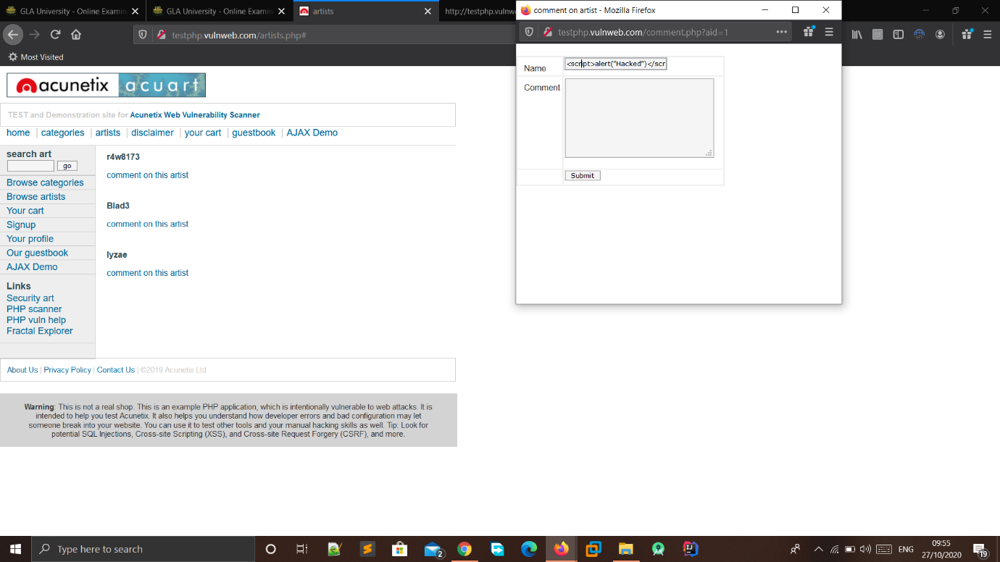 GLA University - Online Examin
GLA University - Online Examin
artists
http://testphp.vulnw
comment on artist - Mozilla Firefox
testphp.vulnweb.com/artists.php#
testphp.vulnweb.com/comment.php?aid=1
Most Visited
acunetix acuart
TEST and Demonstration site for Acunetix Web Vulnerability Scanner
home | categories | artists | disclaimer | your cart | guestbook | AJAX Demo
search art
go
Browse categories
Browse artists
Your cart
Signup
Your profile
Our guestbook
AJAX Demo
Links
Security art
PHP scanner
PHP vuln help
Fractal Explorer
r4w8173
comment on this artist
Blad3
comment on this artist
lyzae
comment on this artist
Name
<script>alert("Hacked")</scr
Comment
Submit
About Us | Privacy Policy | Contact Us | ©2019 Acunetix Ltd
Warning: This is not a real shop. This is an example PHP application, which is intentionally vulnerable to web attacks. It is
intended to help you test Acunetix. It also helps you understand how developer errors and bad configuration may let
someone break into your website. You can use it to test other tools and your manual hacking skills as well. Tip: Look for
potential SQL Injections, Cross-site Scripting (XSS), and Cross-site Request Forgery (CSRF), and more.
Type here to search
2
ENG
09:55
27/10/2020
19